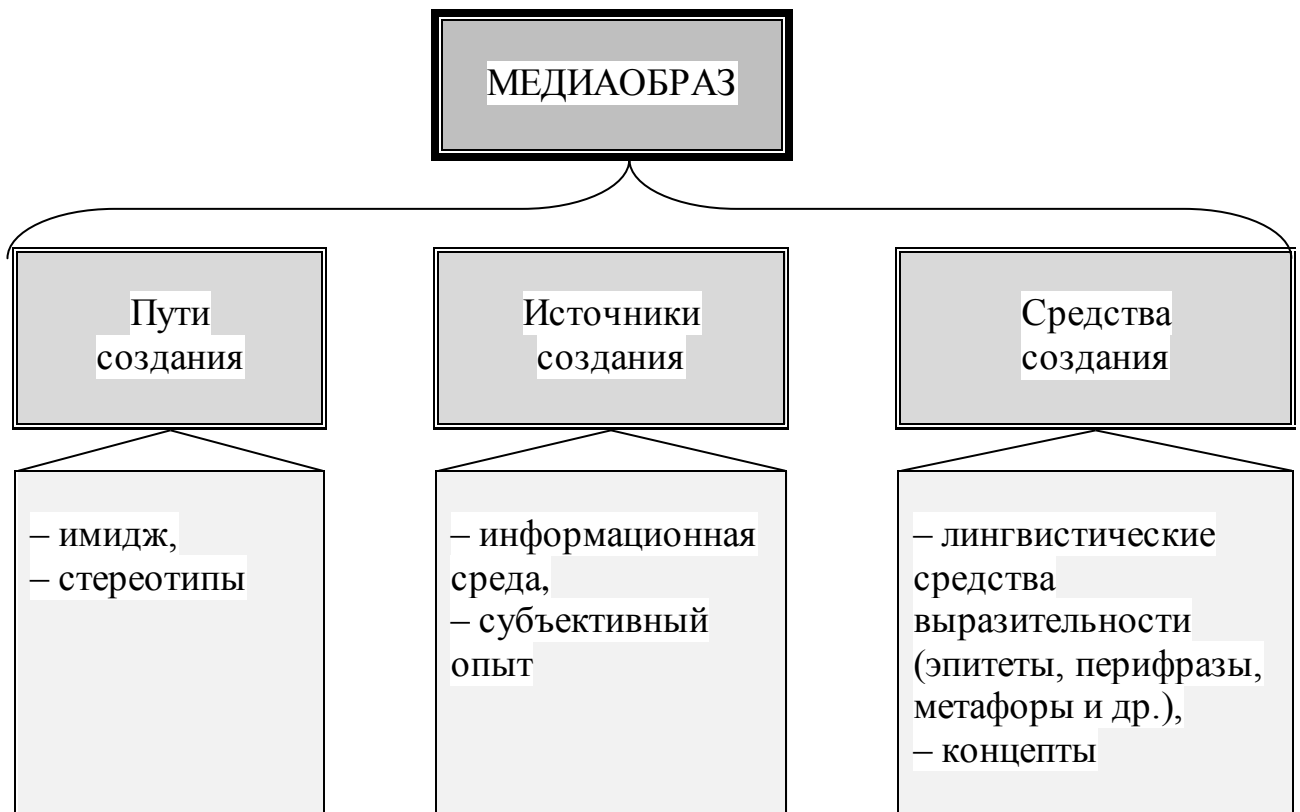 МЕДИАОБРАЗ
Пути
создания
Источники
создания
Средства
создания
– имидж,
– стереотипы
– информационная
среда,
– субъективный
опыт
– лингвистические
средства
выразительности
(эпитеты, перифразы,
метафоры и др.),
– концепты